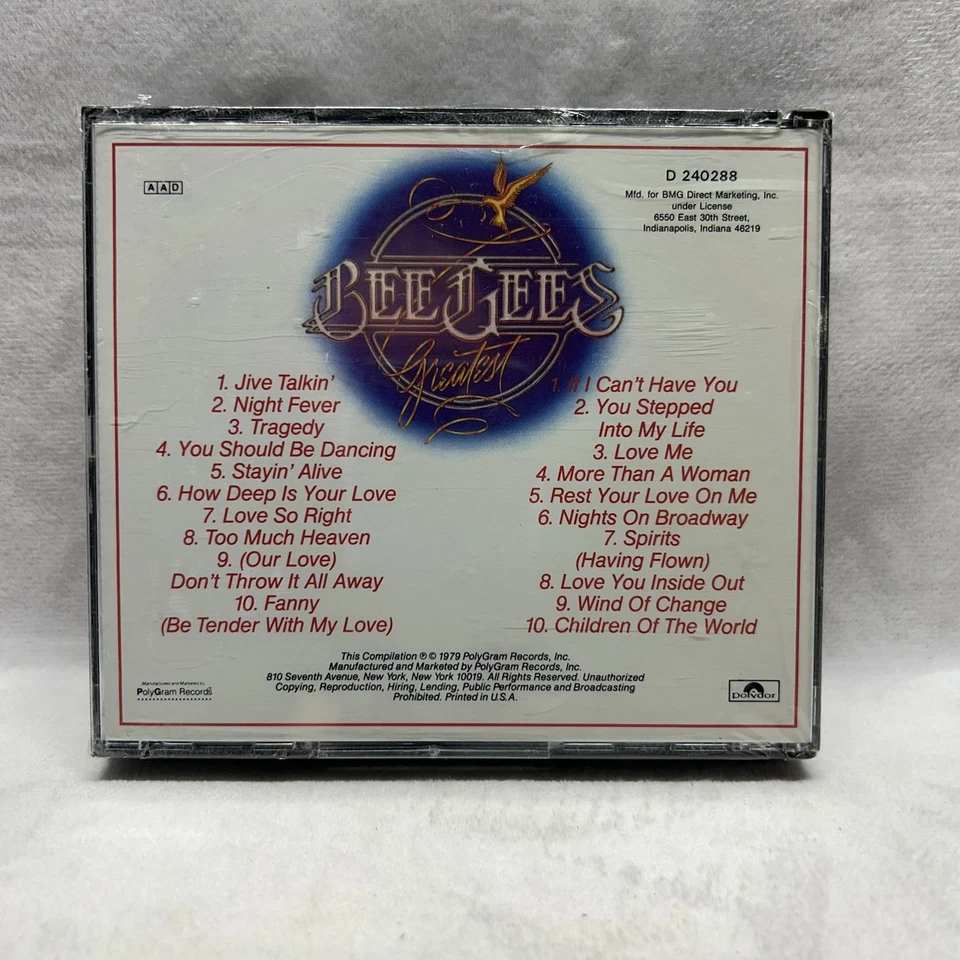 AAD
D 240288
Mfd. for BMG Direct Marketing, Inc.
under License
6550 East 30th Street,
Indianapolis, Indiana 46219
BEE GEES
Greatest
1. Jive Talkin'
2. Night Fever
3. Tragedy
4. You Should Be Dancing
5. Stayin' Alive
6. How Deep Is Your Love
7. Love So Right
8. Too Much Heaven
9. (Our Love)
Don't Throw It All Away
10. Fanny
(Be Tender With My Love)
1. If I Can't Have You
2. You Stepped
Into My Life
3. Love Me
4. More Than A Woman
5. Rest Your Love On Me
6. Nights On Broadway
7. Spirits
(Having Flown)
8. Love You Inside Out
9. Wind Of Change
10. Children Of The World
This Compilation ℗ © 1979 PolyGram Records, Inc.
Manufactured and Marketed by PolyGram Records, Inc.
810 Seventh Avenue, New York, New York 10019. Unauthorized
Copying, Reproduction, Hiring, Lending, Public Performance and Broadcasting
Prohibited. Printed in U.S.A.
Manufactured and Marketed by
PolyGram Records
polydor